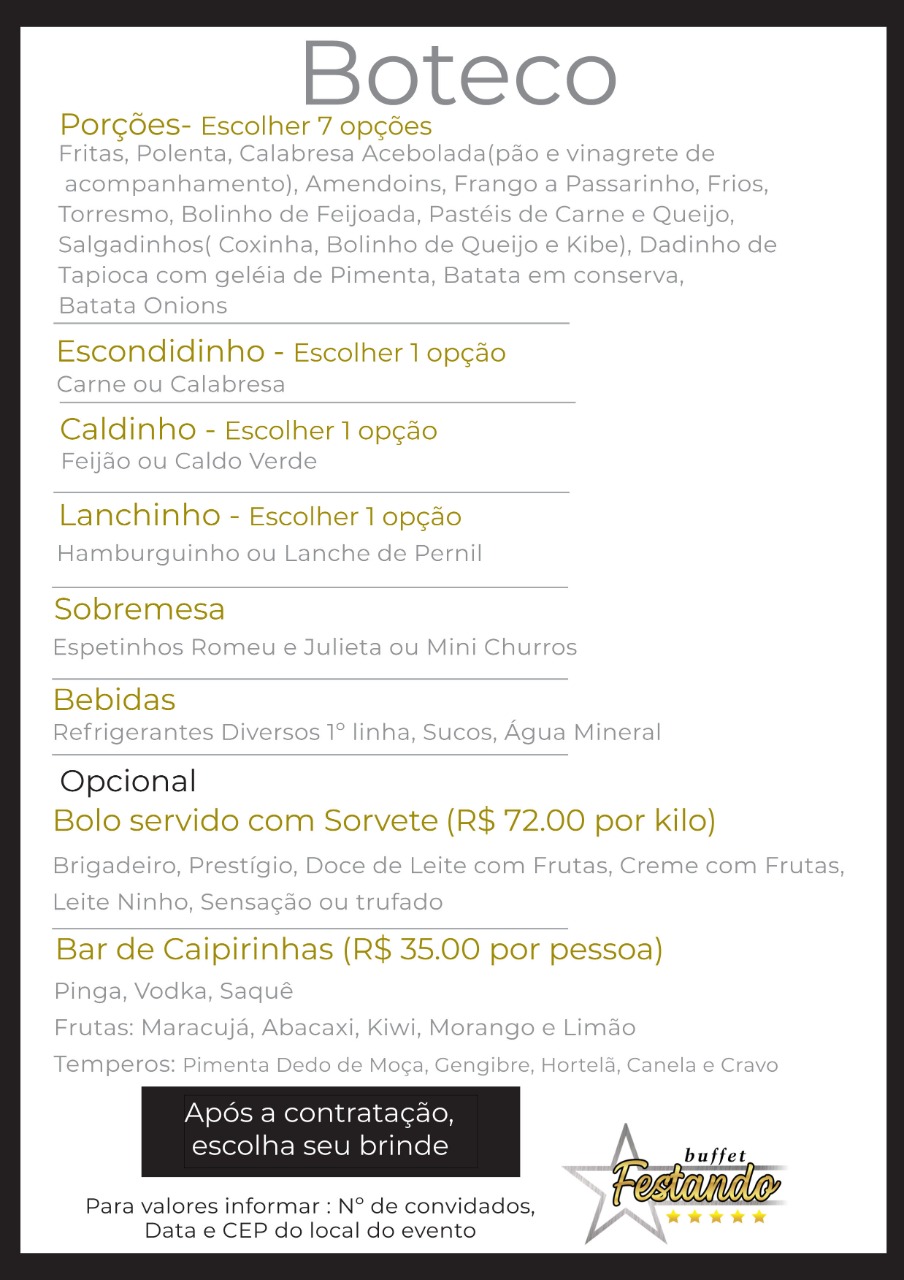 Boteco
Porções- Escolher 7 opções
Fritas, Polenta, Calabresa Acebolada(pão e vinagrete de
acompanhamento), Amendoins, Frango a Passarinho, Frios,
Torresmo, Bolinho de Feijoada, Pastéis de Carne e Queijo,
Salgadinhos( Coxinha, Bolinho de Queijo e Kibe), Dadinho de
Tapioca com geléia de Pimenta, Batata em conserva,
Batata Onions
Escondidinho - Escolher 1 opção
Carne ou Calabresa
Caldinho - Escolher 1 opção
Feijão ou Caldo Verde
Lanchinho - Escolher 1 opção
Hamburguinho ou Lanche de Pernil
Sobremesa
Espetinhos Romeu e Julieta ou Mini Churros
Bebidas
Refrigerantes Diversos 1º linha, Sucos, Água Mineral
Opcional
Bolo servido com Sorvete (R$ 72.00 por kilo)
Brigadeiro, Prestígio, Doce de Leite com Frutas, Creme com Frutas,
Leite Ninho, Sensação ou trufado
Bar de Caipirinhas (R$ 35.00 por pessoa)
Pinga, Vodka, Saquê
Frutas: Maracujá, Abacaxi, Kiwi, Morango e Limão
Temperos: Pimenta Dedo de Moça, Gengibre, Hortelã, Canela e Cravo
Após a contratação,
escolha seu brinde
Para valores informar : Nº de convidados,
Data e CEP do local do evento
buffet
Festando